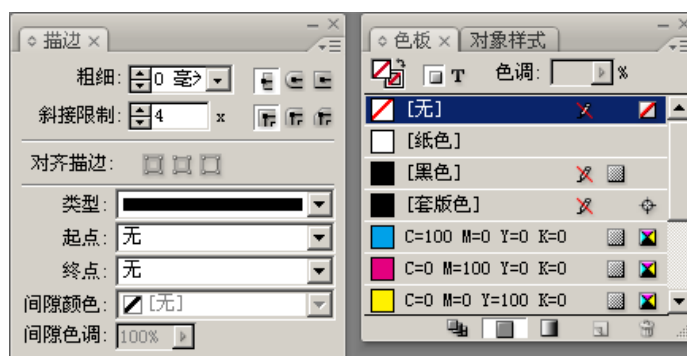 描边
粗细: 0 毫
斜接限制: 4 x
对齐描边:
类型:
起点: 无
终点: 无
间隙颜色: [无]
间隙色调: 100%
色板 对象样式
T 色调: %
[无]
[纸色]
[黑色]
[套版色]
C=100 M=0 Y=0 K=0
C=0 M=100 Y=0 K=0
C=0 M=0 Y=100 K=0